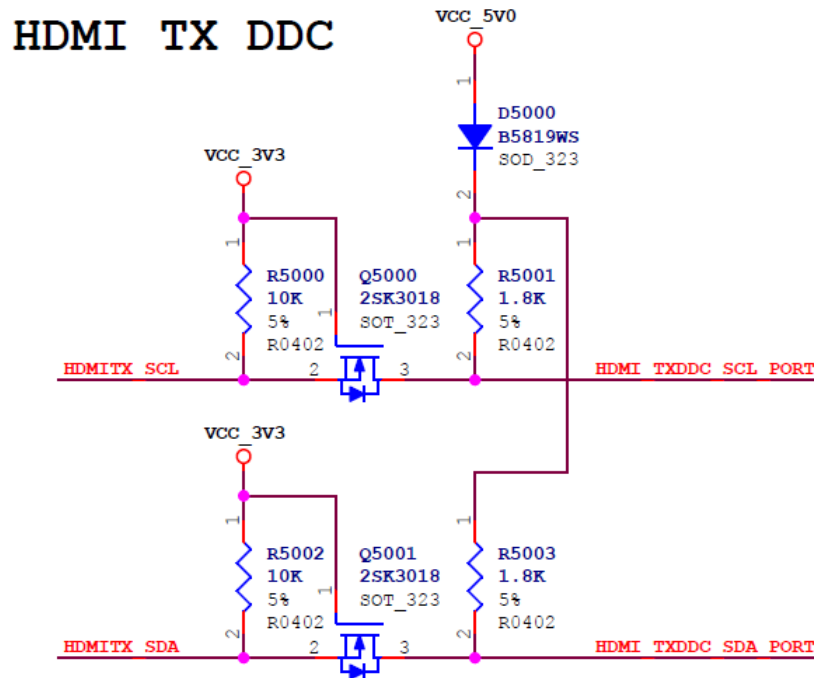 HDMI TX DDC
VCC_5V0
1
D5000
B5819WS
SOD_323
2
VCC_3V3
1
R5000
10K
5%
R0402
2
1
Q5000
2SK3018
SOT_323
2
3
1
R5001
1.8K
5%
R0402
2
HDMITX_SCL
HDMI_TXDDC_SCL_PORT
VCC_3V3
1
R5002
10K
5%
R0402
2
1
Q5001
2SK3018
SOT_323
2
3
1
R5003
1.8K
5%
R0402
2
HDMITX_SDA
HDMI_TXDDC_SDA_PORT